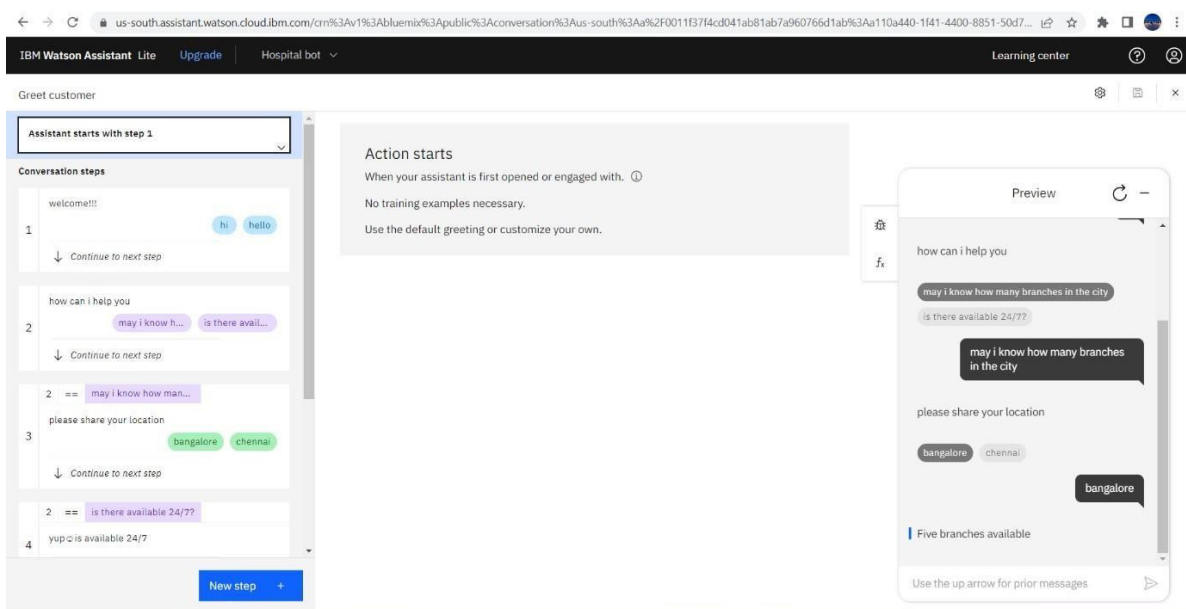 us-south.assistant.watson.cloud.ibm.com/crn%3Av1%3Abluemix%3Apublic%3Aconversation%3Aus-south%3Aa%2F0011f37f4cd041ab81ab7a960766d1ab%3Aa110a440-1f41-4400-8851-50d7...
IBM Watson Assistant Lite Upgrade Hospital bot Learning center
Greet customer
Assistant starts with step 1
Conversation steps
1
welcome!!!
hi hello
Continue to next step
2
how can i help you
may i know h... is there avail...
Continue to next step
3
2 == may i know how man...
please share your location
bangalore chennai
Continue to next step
4
2 == is there available 24/7?
yup☺is available 24/7
New step +
Action starts
When your assistant is first opened or engaged with.
No training examples necessary.
Use the default greeting or customize your own.
fx
Preview
how can i help you
may i know how many branches in the city
is there available 24/7?
may i know how many branches
in the city
please share your location
bangalore chennai
bangalore
Five branches available
Use the up arrow for prior messages